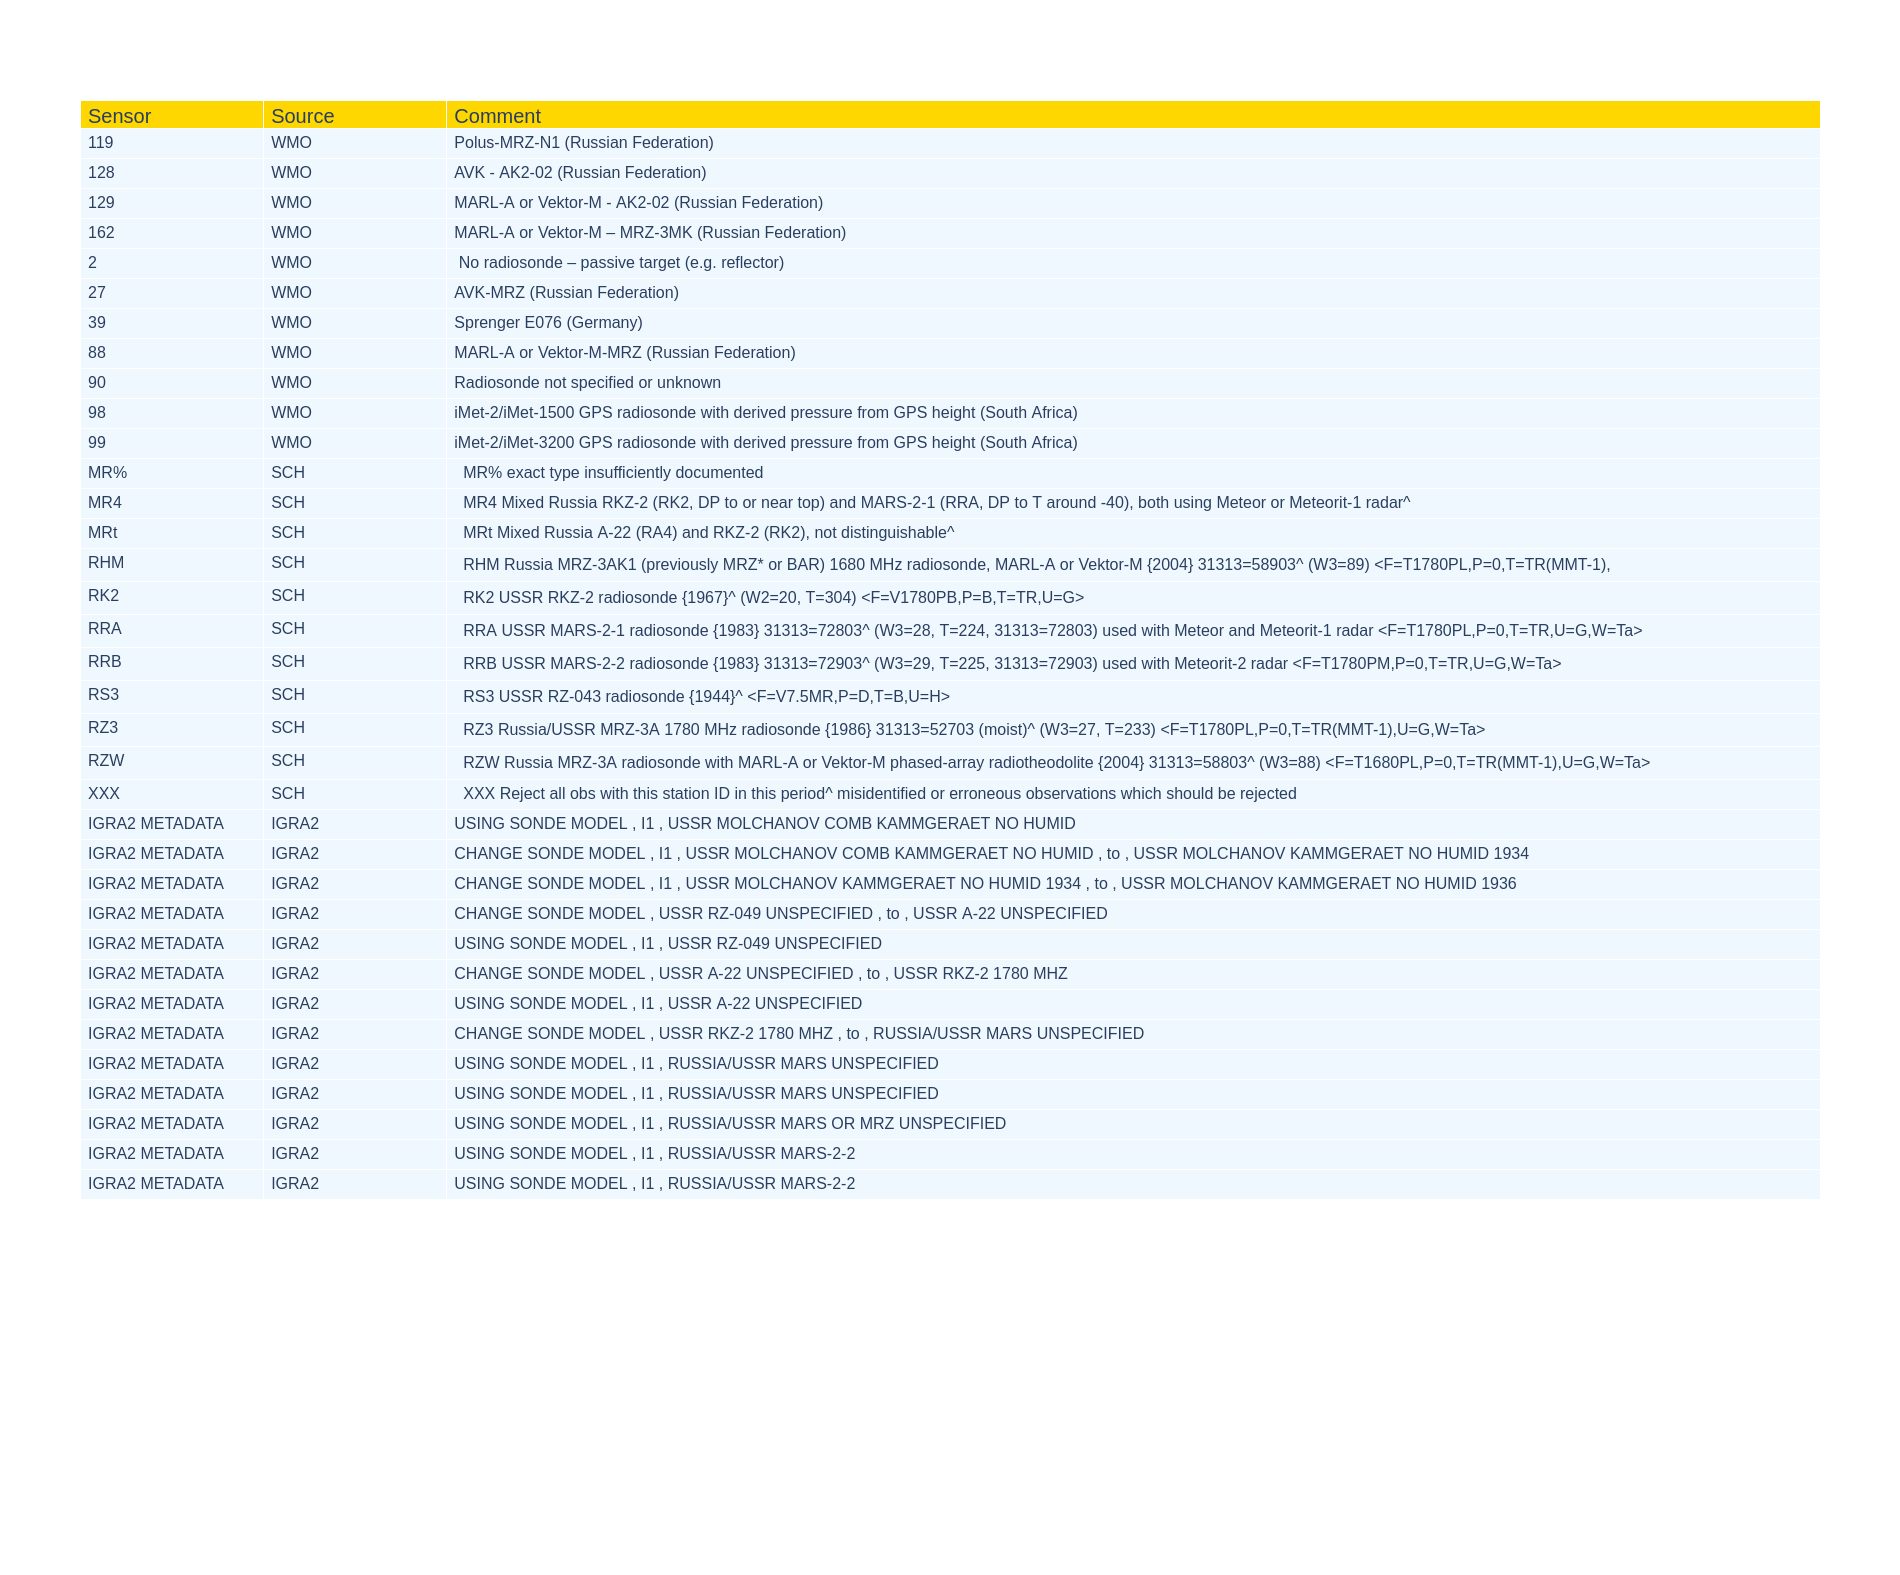 Sensor Source Comment
119 WMO Polus-MRZ-N1 (Russian Federation)
128 WMO AVK - AK2-02 (Russian Federation)
129 WMO MARL-A or Vektor-M - AK2-02 (Russian Federation)
162 WMO MARL-A or Vektor-M – MRZ-3MK (Russian Federation)
2 WMO No radiosonde – passive target (e.g. reflector)
27 WMO AVK-MRZ (Russian Federation)
39 WMO Sprenger E076 (Germany)
88 WMO MARL-A or Vektor-M-MRZ (Russian Federation)
90 WMO Radiosonde not specified or unknown
98 WMO iMet-2/iMet-1500 GPS radiosonde with derived pressure from GPS height (South Africa)
99 WMO iMet-2/iMet-3200 GPS radiosonde with derived pressure from GPS height (South Africa)
MR% SCH MR% exact type insufficiently documented
MR4 SCH MR4 Mixed Russia RKZ-2 (RK2, DP to or near top) and MARS-2-1 (RRA, DP to T around -40), both using Meteor or Meteorit-1 radar^
MRt SCH MRt Mixed Russia A-22 (RA4) and RKZ-2 (RK2), not distinguishable^
RHM SCH RHM Russia MRZ-3AK1 (previously MRZ* or BAR) 1680 MHz radiosonde, MARL-A or Vektor-M {2004} 31313=58903^ (W3=89) <F=T1780PL,P=0,T=TR(MMT-1),
RK2 SCH RK2 USSR RKZ-2 radiosonde {1967}^ (W2=20, T=304) <F=V1780PB,P=B,T=TR,U=G>
RRA SCH RRA USSR MARS-2-1 radiosonde {1983} 31313=72803^ (W3=28, T=224, 31313=72803) used with Meteor and Meteorit-1 radar <F=T1780PL,P=0,T=TR,U=G,W=Ta>
RRB SCH RRB USSR MARS-2-2 radiosonde {1983} 31313=72903^ (W3=29, T=225, 31313=72903) used with Meteorit-2 radar <F=T1780PM,P=0,T=TR,U=G,W=Ta>
RS3 SCH RS3 USSR RZ-043 radiosonde {1944}^ <F=V7.5MR,P=D,T=B,U=H>
RZ3 SCH RZ3 Russia/USSR MRZ-3A 1780 MHz radiosonde {1986} 31313=52703 (moist)^ (W3=27, T=233) <F=T1780PL,P=0,T=TR(MMT-1),U=G,W=Ta>
RZW SCH RZW Russia MRZ-3A radiosonde with MARL-A or Vektor-M phased-array radiotheodolite {2004} 31313=58803^ (W3=88) <F=T1680PL,P=0,T=TR(MMT-1),U=G,W=Ta>
XXX SCH XXX Reject all obs with this station ID in this period^ misidentified or erroneous observations which should be rejected
IGRA2 METADATA IGRA2 USING SONDE MODEL , I1 , USSR MOLCHANOV COMB KAMMGERAET NO HUMID
IGRA2 METADATA IGRA2 CHANGE SONDE MODEL , I1 , USSR MOLCHANOV COMB KAMMGERAET NO HUMID , to , USSR MOLCHANOV KAMMGERAET NO HUMID 1934
IGRA2 METADATA IGRA2 CHANGE SONDE MODEL , I1 , USSR MOLCHANOV KAMMGERAET NO HUMID 1934 , to , USSR MOLCHANOV KAMMGERAET NO HUMID 1936
IGRA2 METADATA IGRA2 CHANGE SONDE MODEL , USSR RZ-049 UNSPECIFIED , to , USSR A-22 UNSPECIFIED
IGRA2 METADATA IGRA2 USING SONDE MODEL , I1 , USSR RZ-049 UNSPECIFIED
IGRA2 METADATA IGRA2 CHANGE SONDE MODEL , USSR A-22 UNSPECIFIED , to , USSR RKZ-2 1780 MHZ
IGRA2 METADATA IGRA2 USING SONDE MODEL , I1 , USSR A-22 UNSPECIFIED
IGRA2 METADATA IGRA2 CHANGE SONDE MODEL , USSR RKZ-2 1780 MHZ , to , RUSSIA/USSR MARS UNSPECIFIED
IGRA2 METADATA IGRA2 USING SONDE MODEL , I1 , RUSSIA/USSR MARS UNSPECIFIED
IGRA2 METADATA IGRA2 USING SONDE MODEL , I1 , RUSSIA/USSR MARS UNSPECIFIED
IGRA2 METADATA IGRA2 USING SONDE MODEL , I1 , RUSSIA/USSR MARS OR MRZ UNSPECIFIED
IGRA2 METADATA IGRA2 USING SONDE MODEL , I1 , RUSSIA/USSR MARS-2-2
IGRA2 METADATA IGRA2 USING SONDE MODEL , I1 , RUSSIA/USSR MARS-2-2